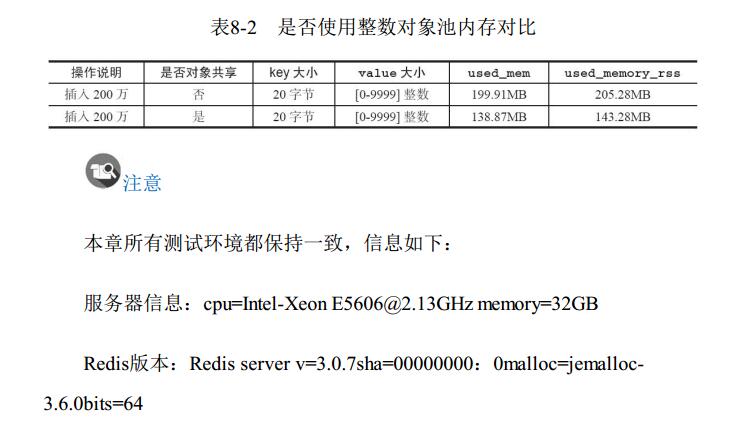 表8-2 是否使用整数对象池内存对比
操作说明 是否对象共享 key 大小 value 大小 used_mem used_memory_rss
插入 200 万 否 20 字节 [0-9999] 整数 199.91MB 205.28MB
插入 200 万 是 20 字节 [0-9999] 整数 138.87MB 143.28MB
注意
本章所有测试环境都保持一致，信息如下：
服务器信息：cpu=Intel-Xeon E5606@2.13GHz memory=32GB
Redis版本：Redis server v=3.0.7sha=00000000：0malloc=jemalloc-
3.6.0bits=64